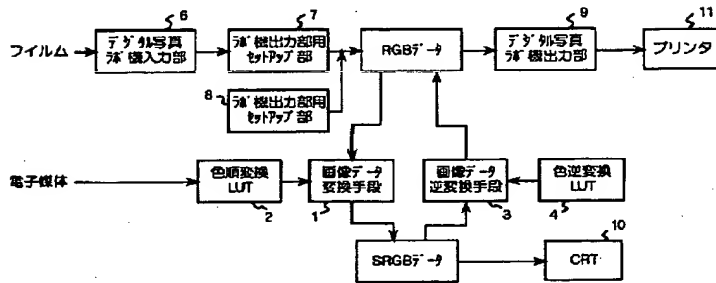 6
7
9
11
フイルム
デジタル写真
ラボ機入力部
ラボ機出力部用
セットアップ部
RGBデータ
デジタル写真
ラボ機出力部
プリンタ
8
ラボ機出力部用
セットアップ部
電子媒体
色順変換
LUT
2
画像データ
変換手段
1
画像データ
逆変換手段
3
色逆変換
LUT
4
10
SRGBデータ
CRT